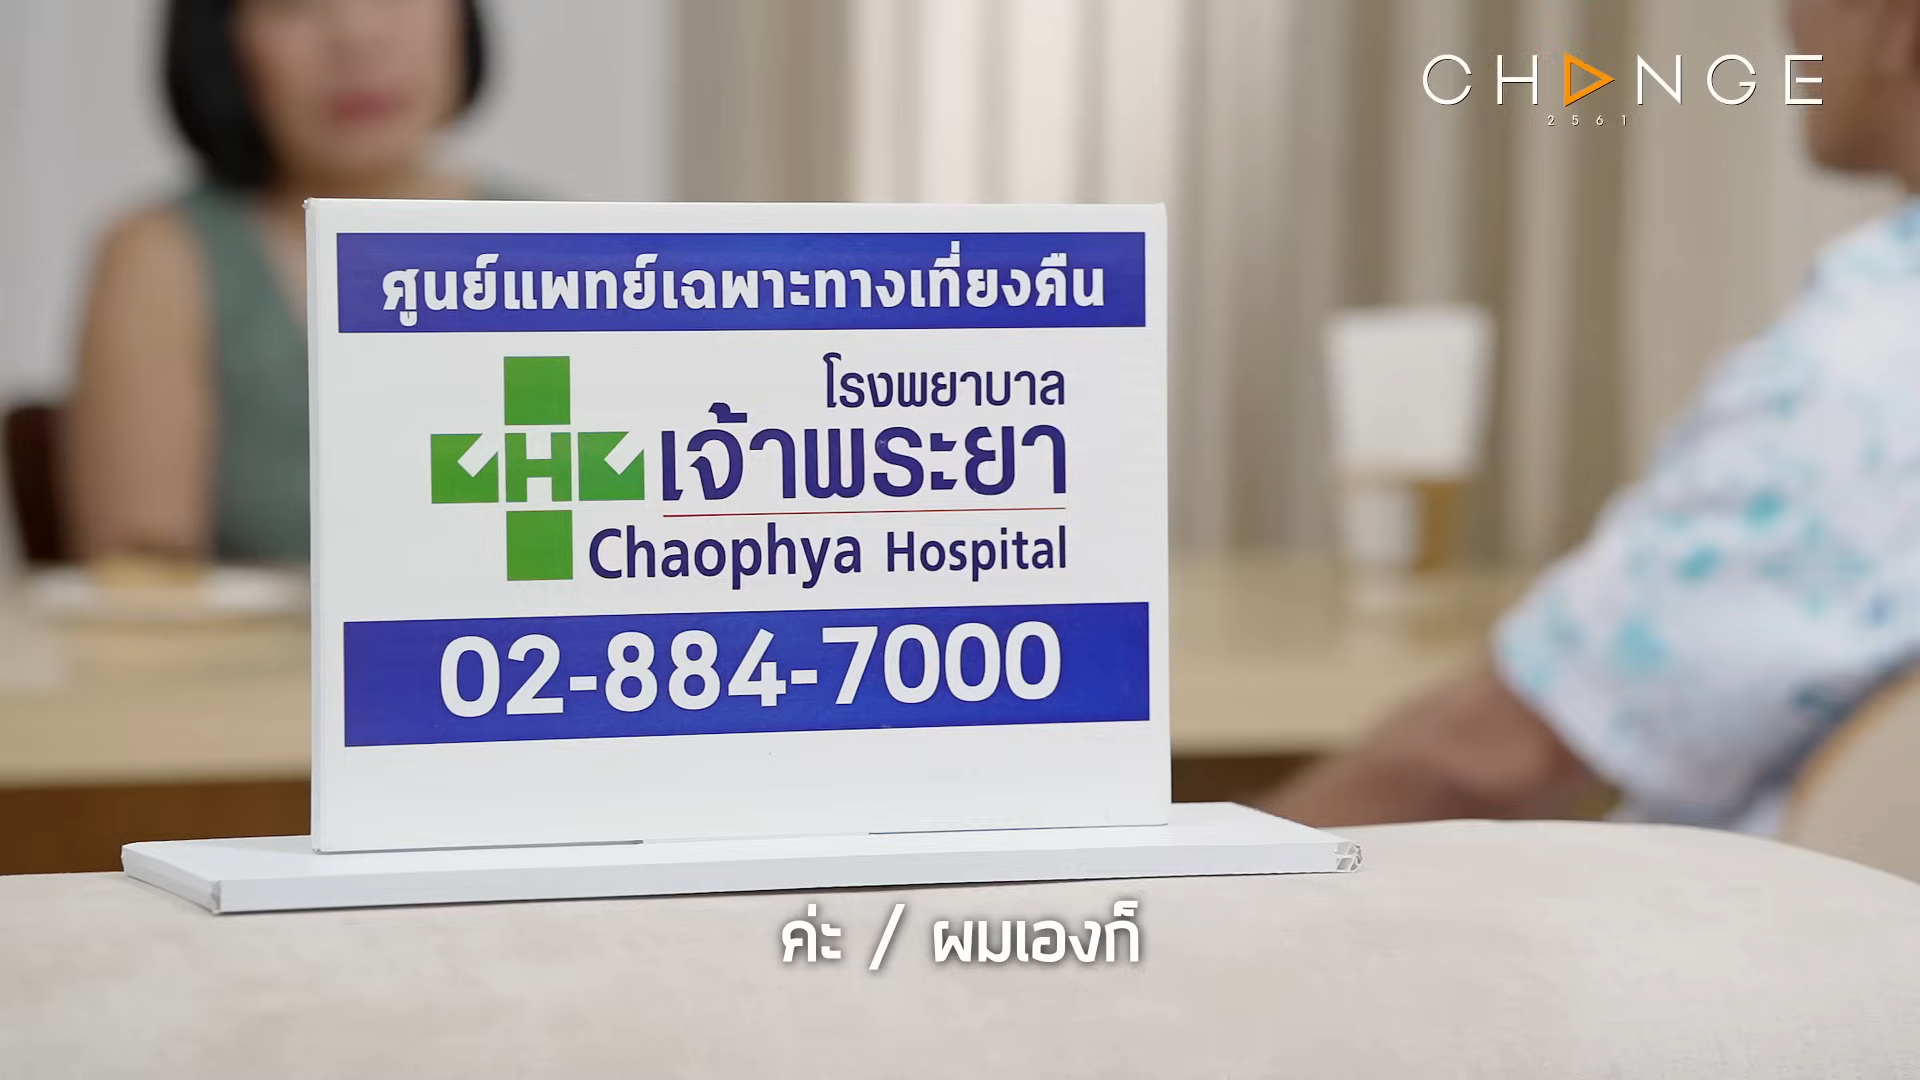 CHANGE
2561
ศูนย์แพทย์เฉพาะทางเที่ยงคืน
โรงพยาบาล
CHC
เจ้าพระยา
Chaophya Hospital
02-884-7000
ค่ะ / ผมเองก็